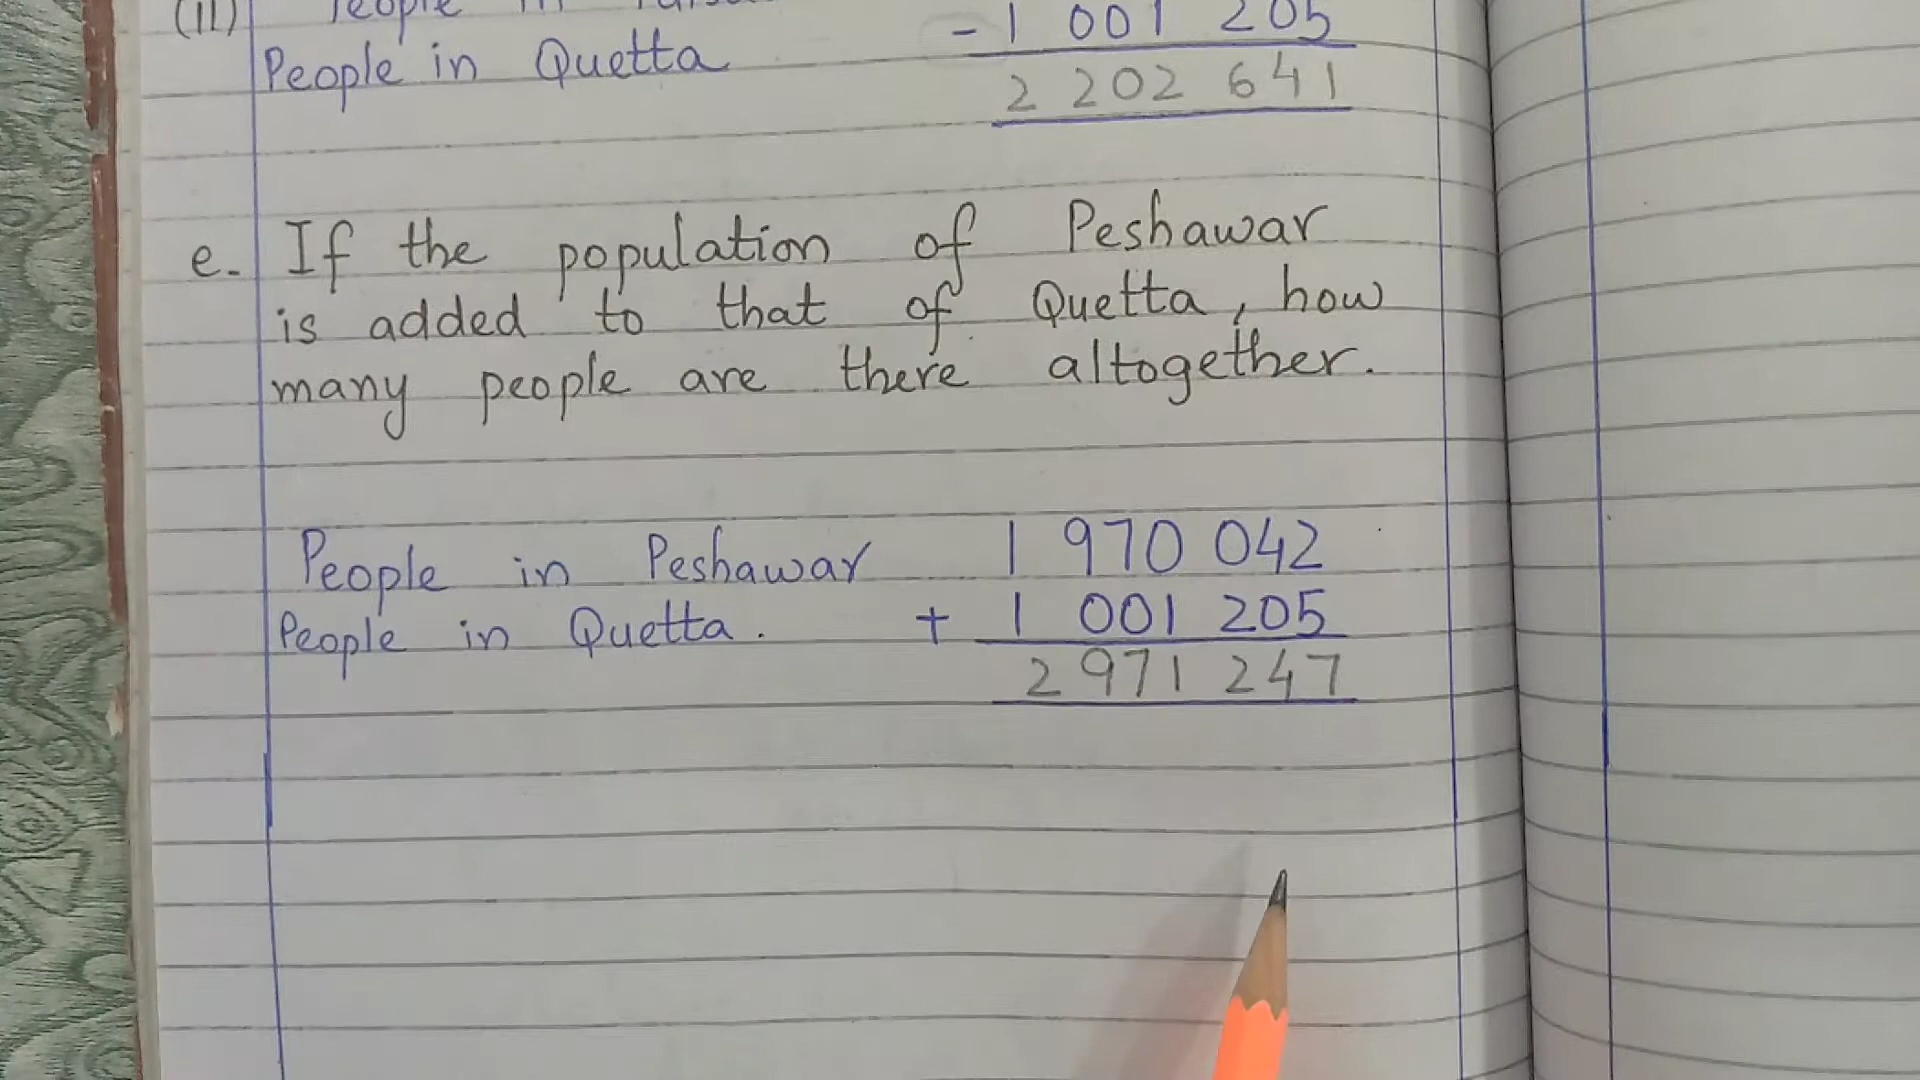 (ii) People in
- 1 001 205
People in Quetta
2 202 641
e. If the population of Peshawar
is added to that of Quetta, how
many people are there altogether.
People in Peshawar 1 970 042
People in Quetta. + 1 001 205
2 971 247